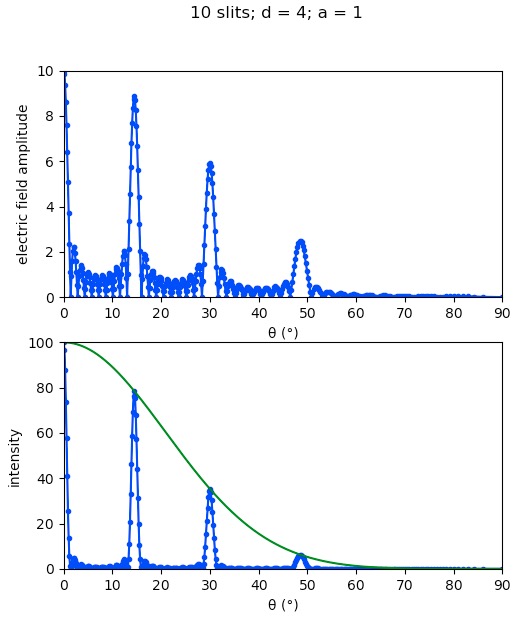 10 slits; d = 4; a = 1
10
8
6
4
2
0
electric field amplitude
0 10 20 30 40 50 60 70 80 90
θ (°)
100
80
60
40
20
0
intensity
0 10 20 30 40 50 60 70 80 90
θ (°)